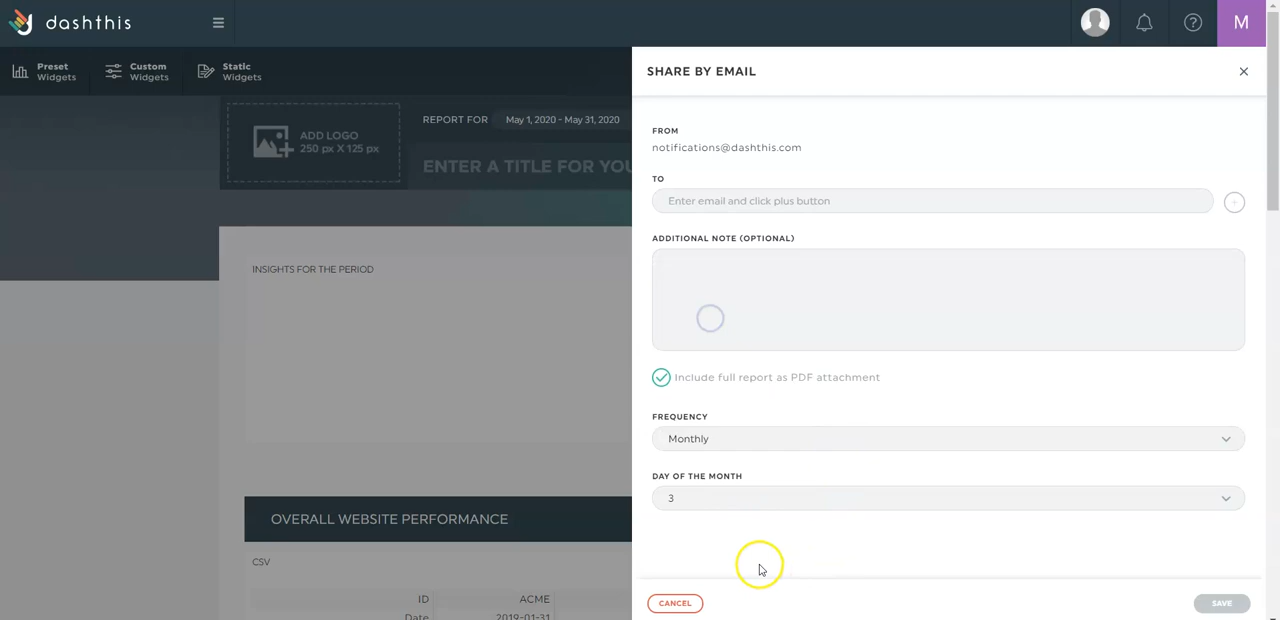 dashthis
M
Preset
Widgets
Custom
Widgets
Static
Widgets
ADD LOGO
250 px X 125 px
REPORT FOR May 1, 2020 - May 31, 2020
ENTER A TITLE FOR YOU
INSIGHTS FOR THE PERIOD
OVERALL WEBSITE PERFORMANCE
CSV
ID ACME
Date 2019-01-31
SHARE BY EMAIL
FROM
notifications@dashthis.com
TO
Enter email and click plus button
ADDITIONAL NOTE (OPTIONAL)
Include full report as PDF attachment
FREQUENCY
Monthly
DAY OF THE MONTH
3
CANCEL
SAVE